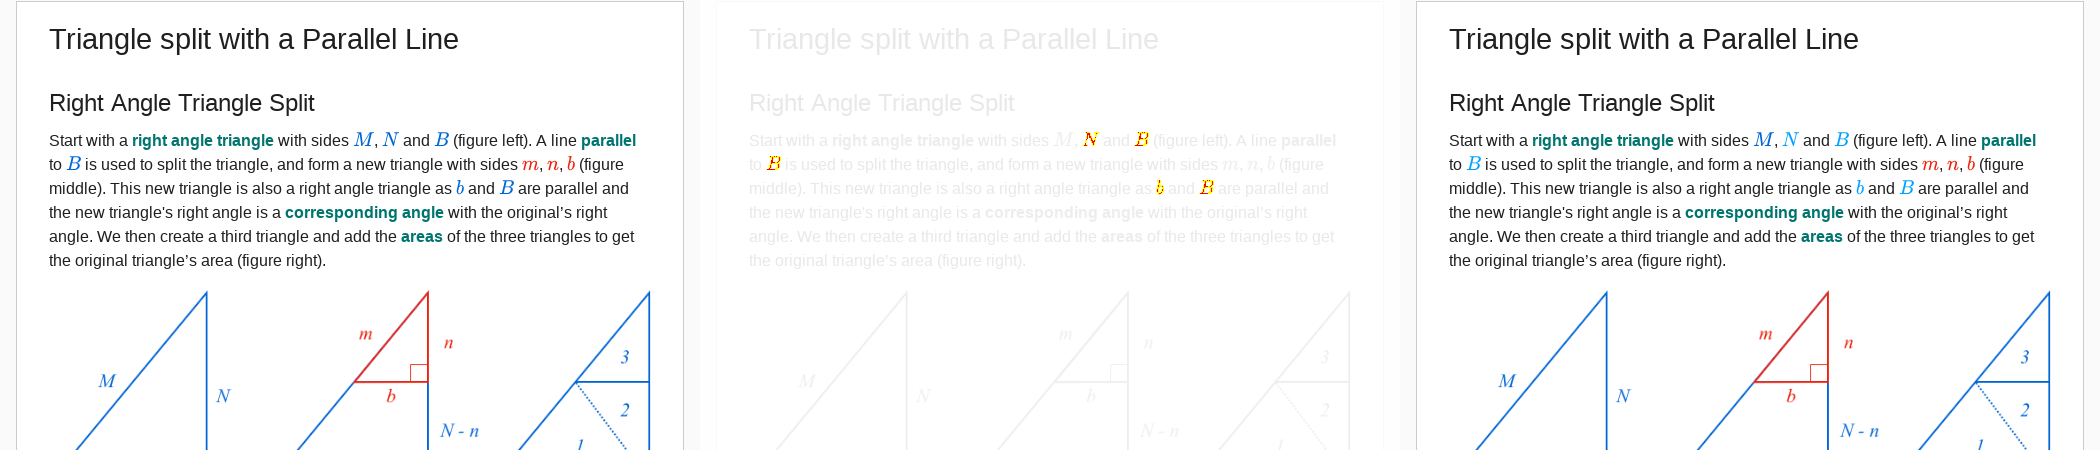 Triangle split with a Parallel Line
Right Angle Triangle Split
Start with a right angle triangle with sides M, N and B (figure left). A line parallel
to B is used to split the triangle, and form a new triangle with sides m, n, b (figure
middle). This new triangle is also a right angle triangle as b and B are parallel and
the new triangle's right angle is a corresponding angle with the original’s right
angle. We then create a third triangle and add the areas of the three triangles to get
the original triangle’s area (figure right).
M
N
m
n
b
N - n
3
2
1
Triangle split with a Parallel Line
Right Angle Triangle Split
Start with a right angle triangle with sides M, N and B (figure left). A line parallel
to B is used to split the triangle, and form a new triangle with sides m, n, b (figure
middle). This new triangle is also a right angle triangle as b and B are parallel and
the new triangle's right angle is a corresponding angle with the original’s right
angle. We then create a third triangle and add the areas of the three triangles to get
the original triangle’s area (figure right).
M
N
m
n
b
N - n
3
2
1
Triangle split with a Parallel Line
Right Angle Triangle Split
Start with a right angle triangle with sides M, N and B (figure left). A line parallel
to B is used to split the triangle, and form a new triangle with sides m, n, b (figure
middle). This new triangle is also a right angle triangle as b and B are parallel and
the new triangle's right angle is a corresponding angle with the original’s right
angle. We then create a third triangle and add the areas of the three triangles to get
the original triangle’s area (figure right).
M
N
m
n
b
N - n
3
2
1